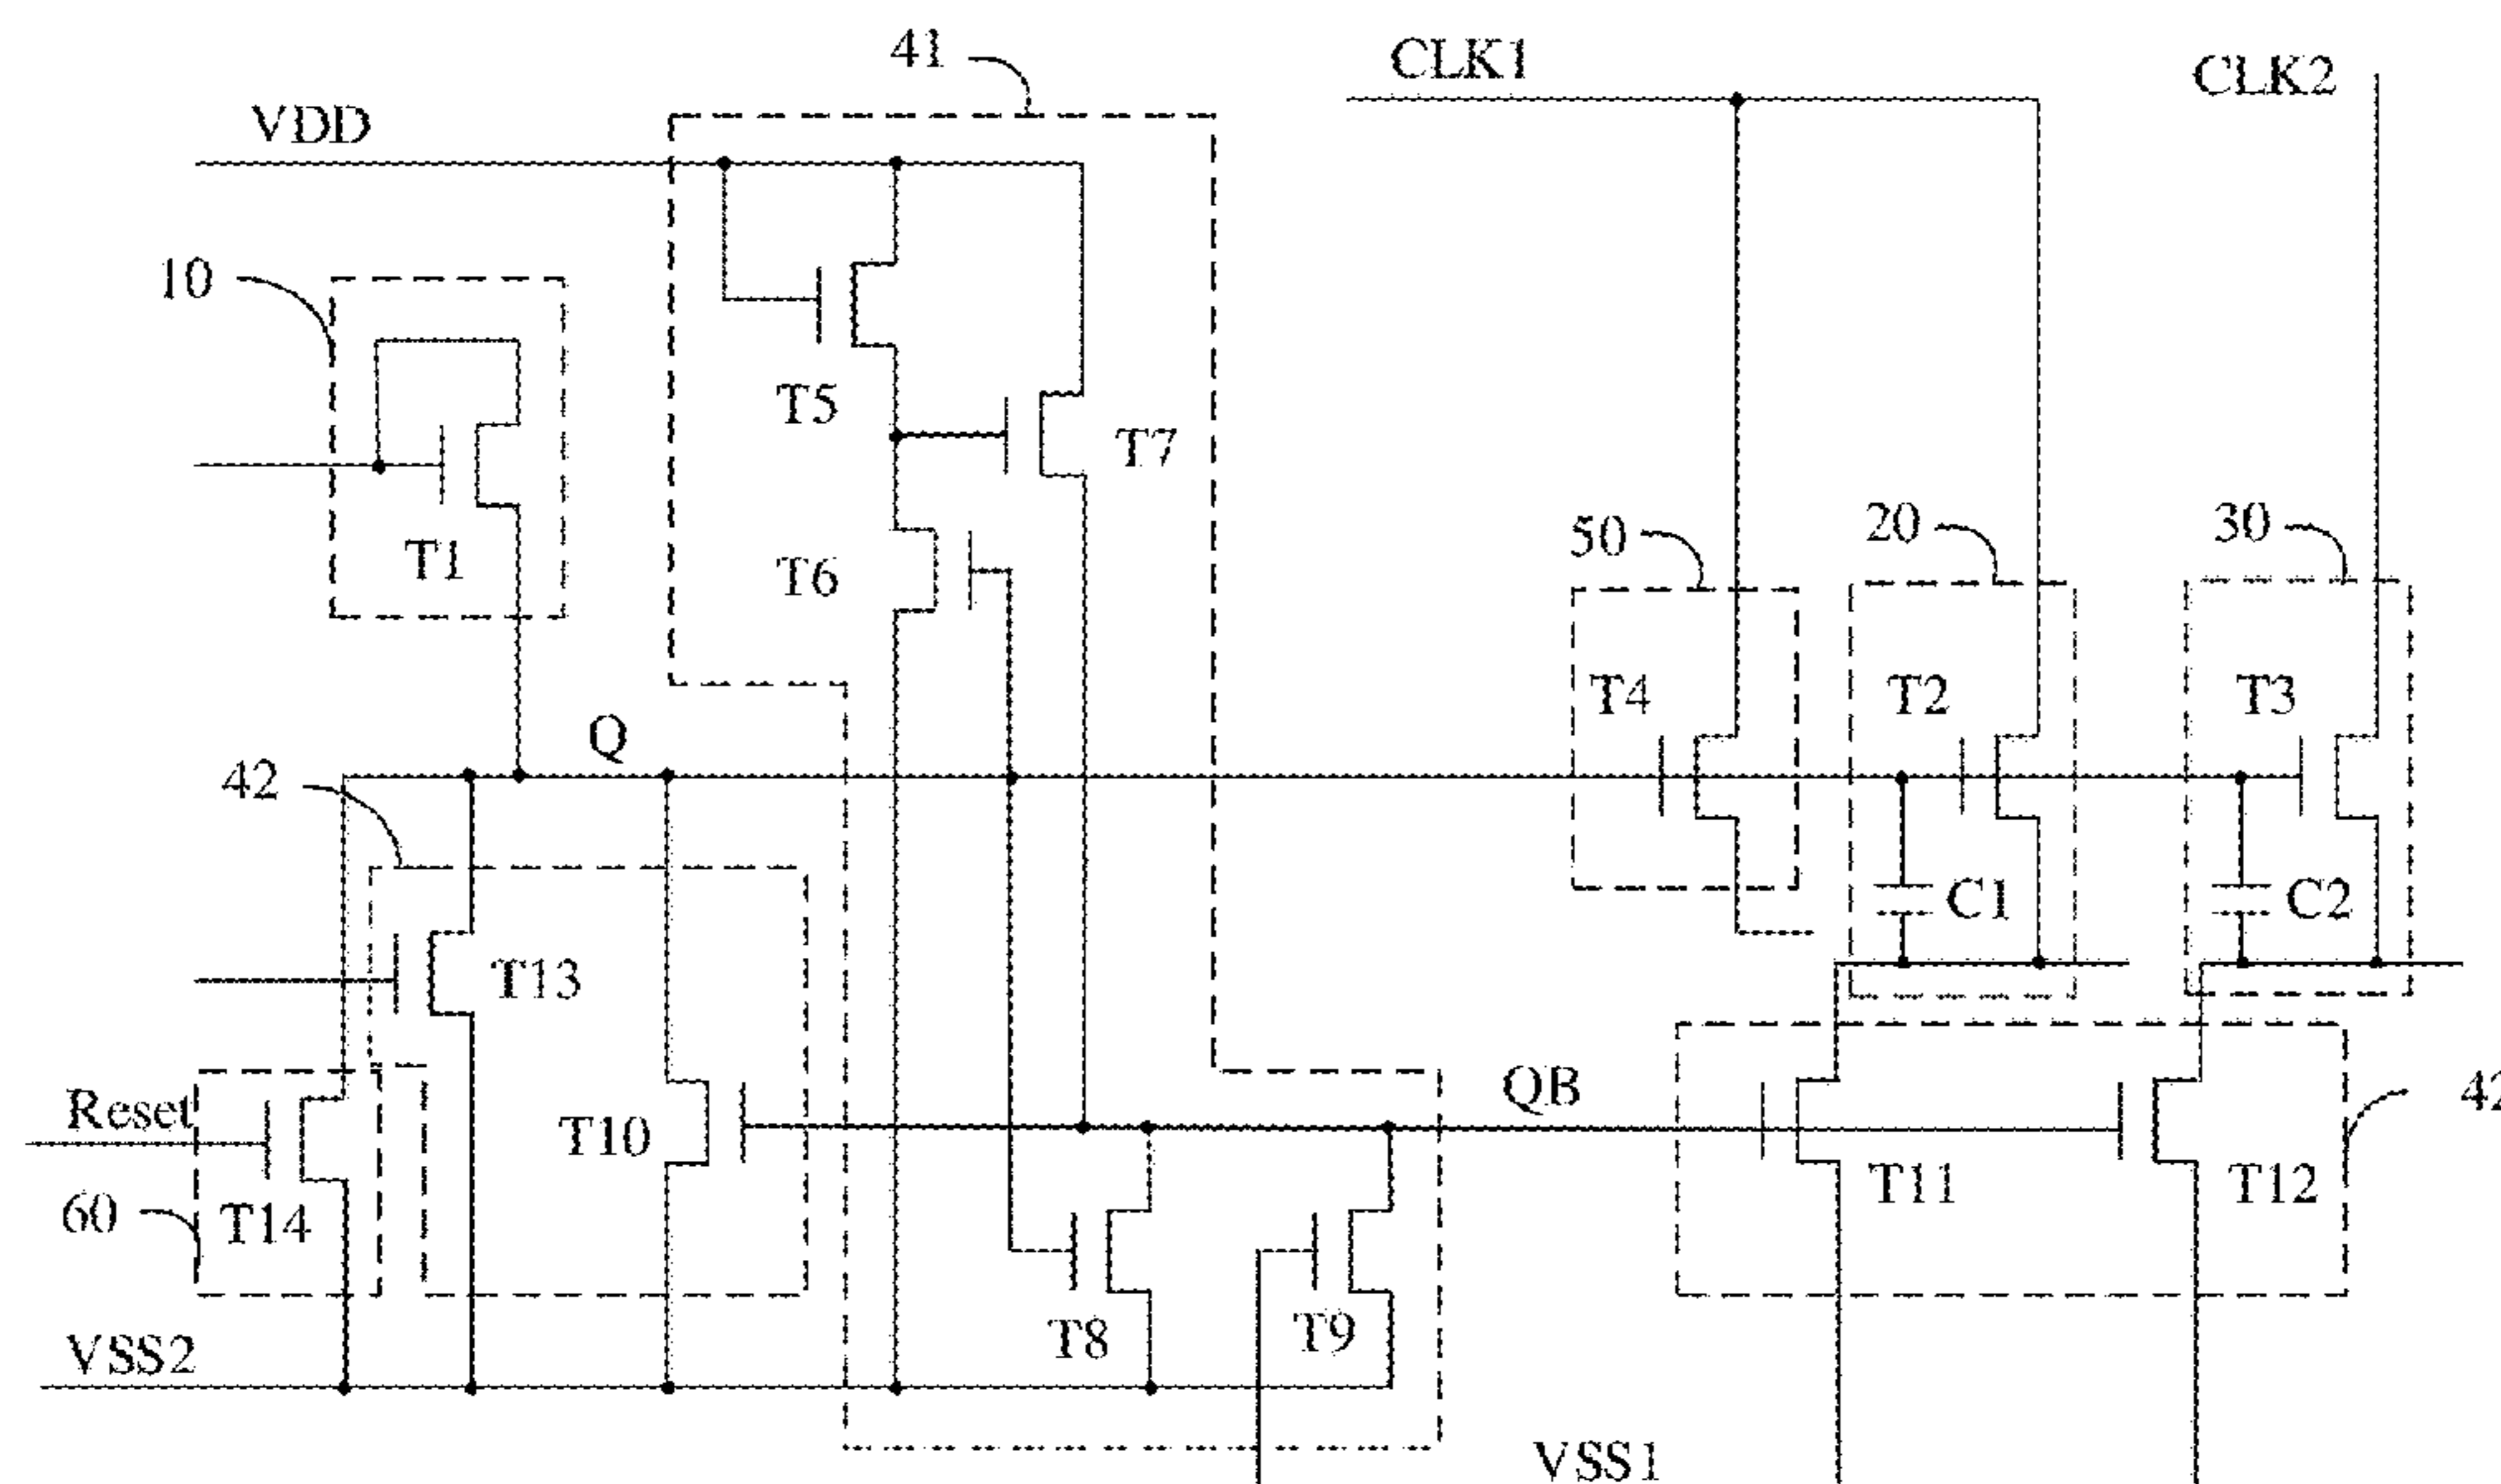 41
CLK1
CLK2
VDD
10
T5
T7
T1
T6
50
20
30
T4
T2
T3
Q
42
C1
C2
T13
Reset
QB
T10
T11
T12
60
T14
T8
T9
VSS2
VSS1